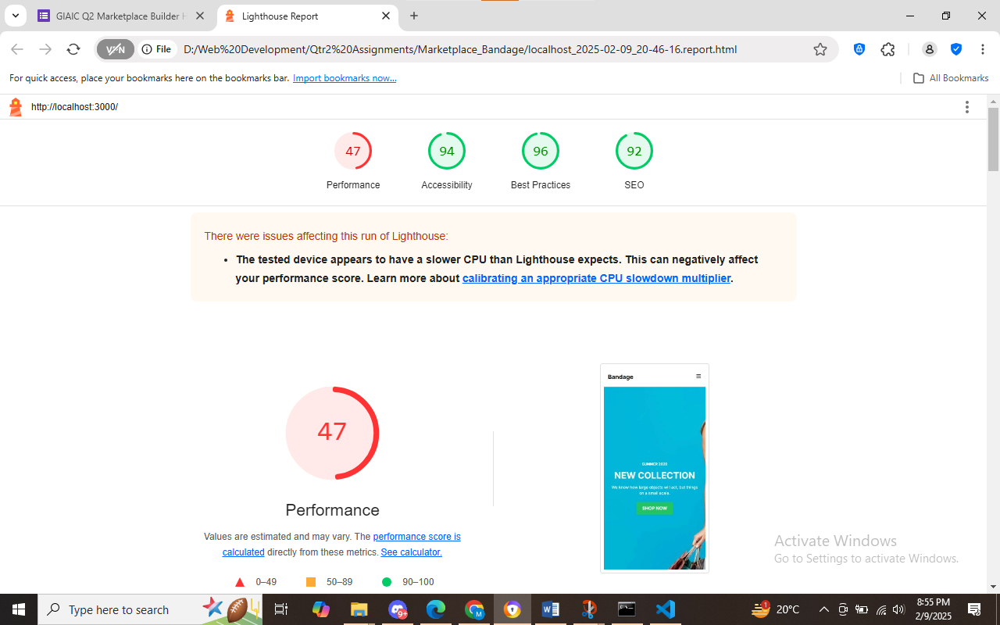 GIAIC Q2 Marketplace Builder H
Lighthouse Report
VPN
File
D:/Web%20Development/Qtr2%20Assignments/Marketplace_Bandage/localhost_2025-02-09_20-46-16.report.html
For quick access, place your bookmarks here on the bookmarks bar. Import bookmarks now...
All Bookmarks
http://localhost:3000/
47
94
96
92
Performance
Accessibility
Best Practices
SEO
There were issues affecting this run of Lighthouse:
• The tested device appears to have a slower CPU than Lighthouse expects. This can negatively affect
your performance score. Learn more about calibrating an appropriate CPU slowdown multiplier.
47
Performance
Values are estimated and may vary. The performance score is
calculated directly from these metrics. See calculator.
0–49
50–89
90–100
Bandage
SUMMER 2020
NEW COLLECTION
We know how large objects will act, but things
on a small scale.
SHOP NOW
Activate Windows
Go to Settings to activate Windows.
Type here to search
9+
M
1
20°C
8:55 PM
2/9/2025